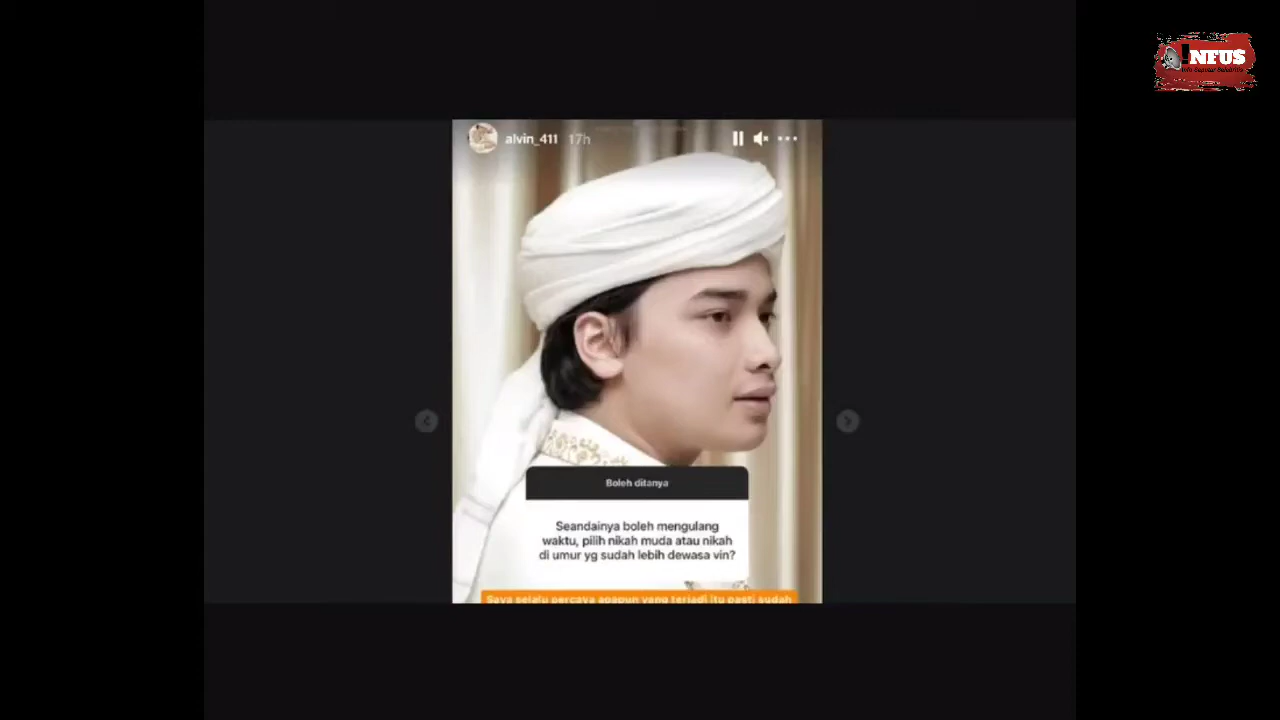 NFUS
alvin_411 17h
Boleh ditanya
Seandainya boleh mengulang
waktu, pilih nikah muda atau nikah
di umur yg sudah lebih dewasa vin?
Saya selalu percaya apapun yang terjadi itu pasti sudah